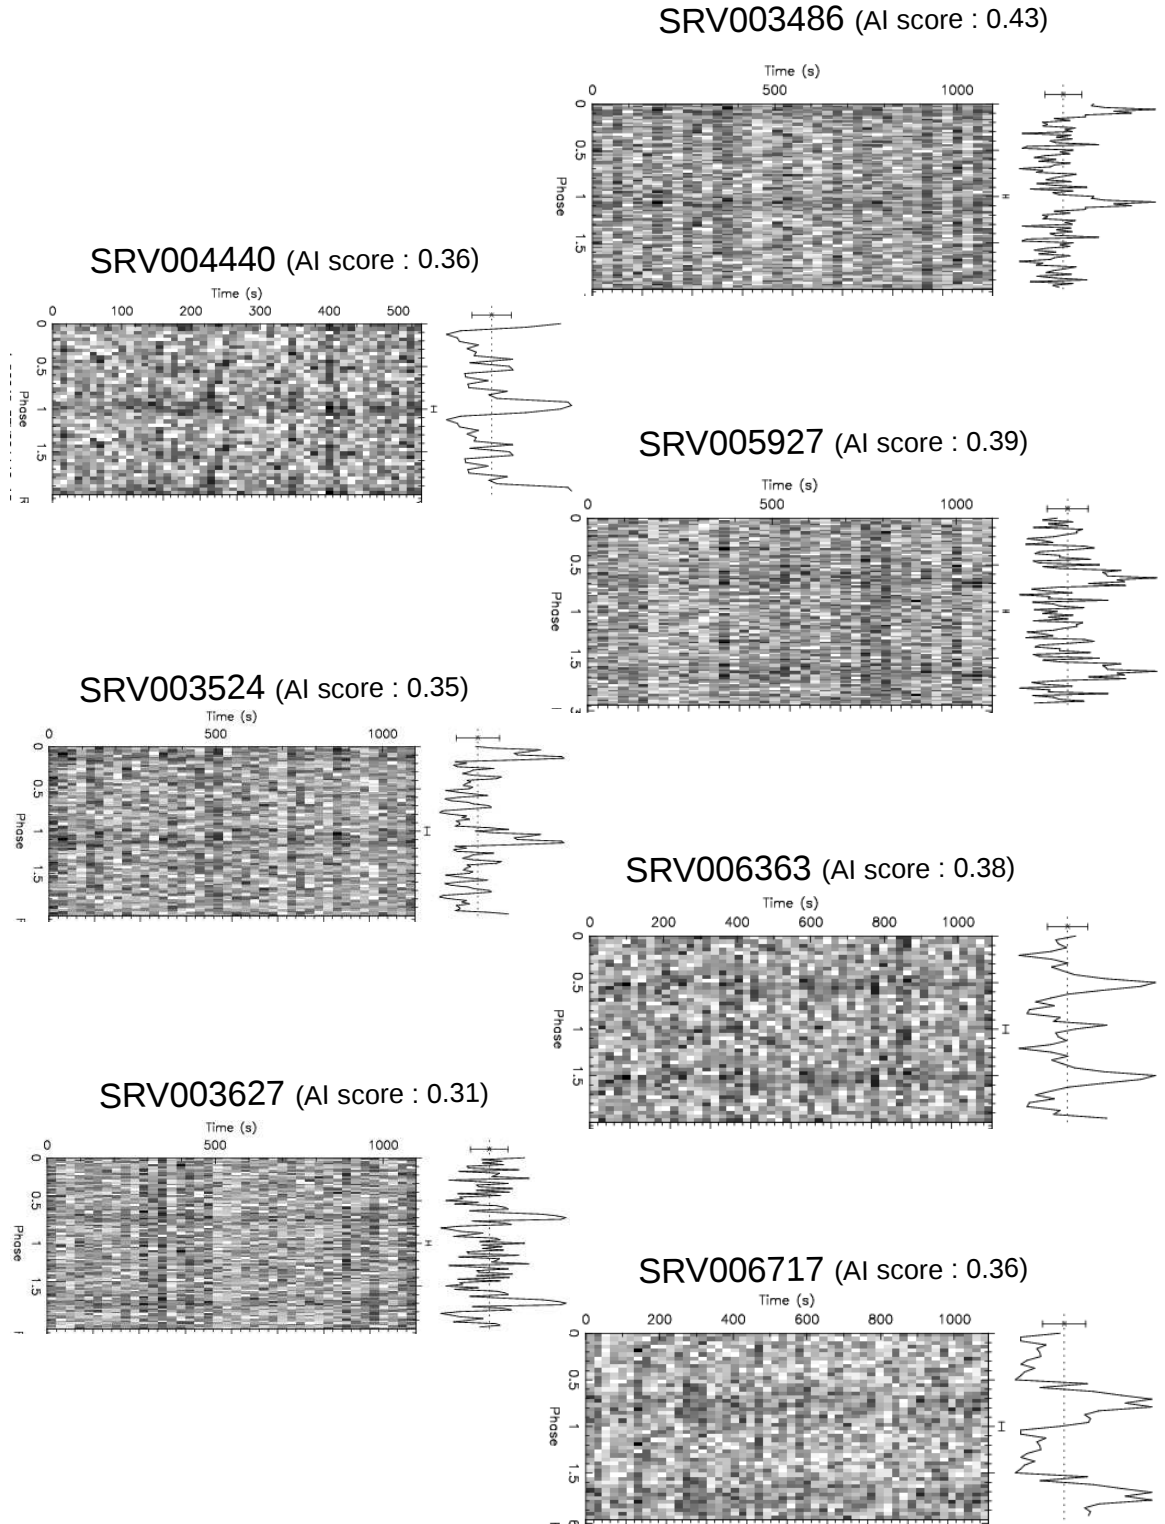 SRV003486 (AI score : 0.43)
Time (s)
0 500 1000
0 0.5 1 1.5
Phase
SRV004440 (AI score : 0.36)
Time (s)
0 100 200 300 400 500
0 0.5 1 1.5
Phase
SRV005927 (AI score : 0.39)
Time (s)
0 500 1000
0 0.5 1 1.5
Phase
SRV003524 (AI score : 0.35)
Time (s)
0 500 1000
0 0.5 1 1.5
Phase
SRV006363 (AI score : 0.38)
Time (s)
0 200 400 600 800 1000
0 0.5 1 1.5
Phase
SRV003627 (AI score : 0.31)
Time (s)
0 500 1000
0 0.5 1 1.5
Phase
SRV006717 (AI score : 0.36)
Time (s)
0 200 400 600 800 1000
0 0.5 1 1.5
Phase